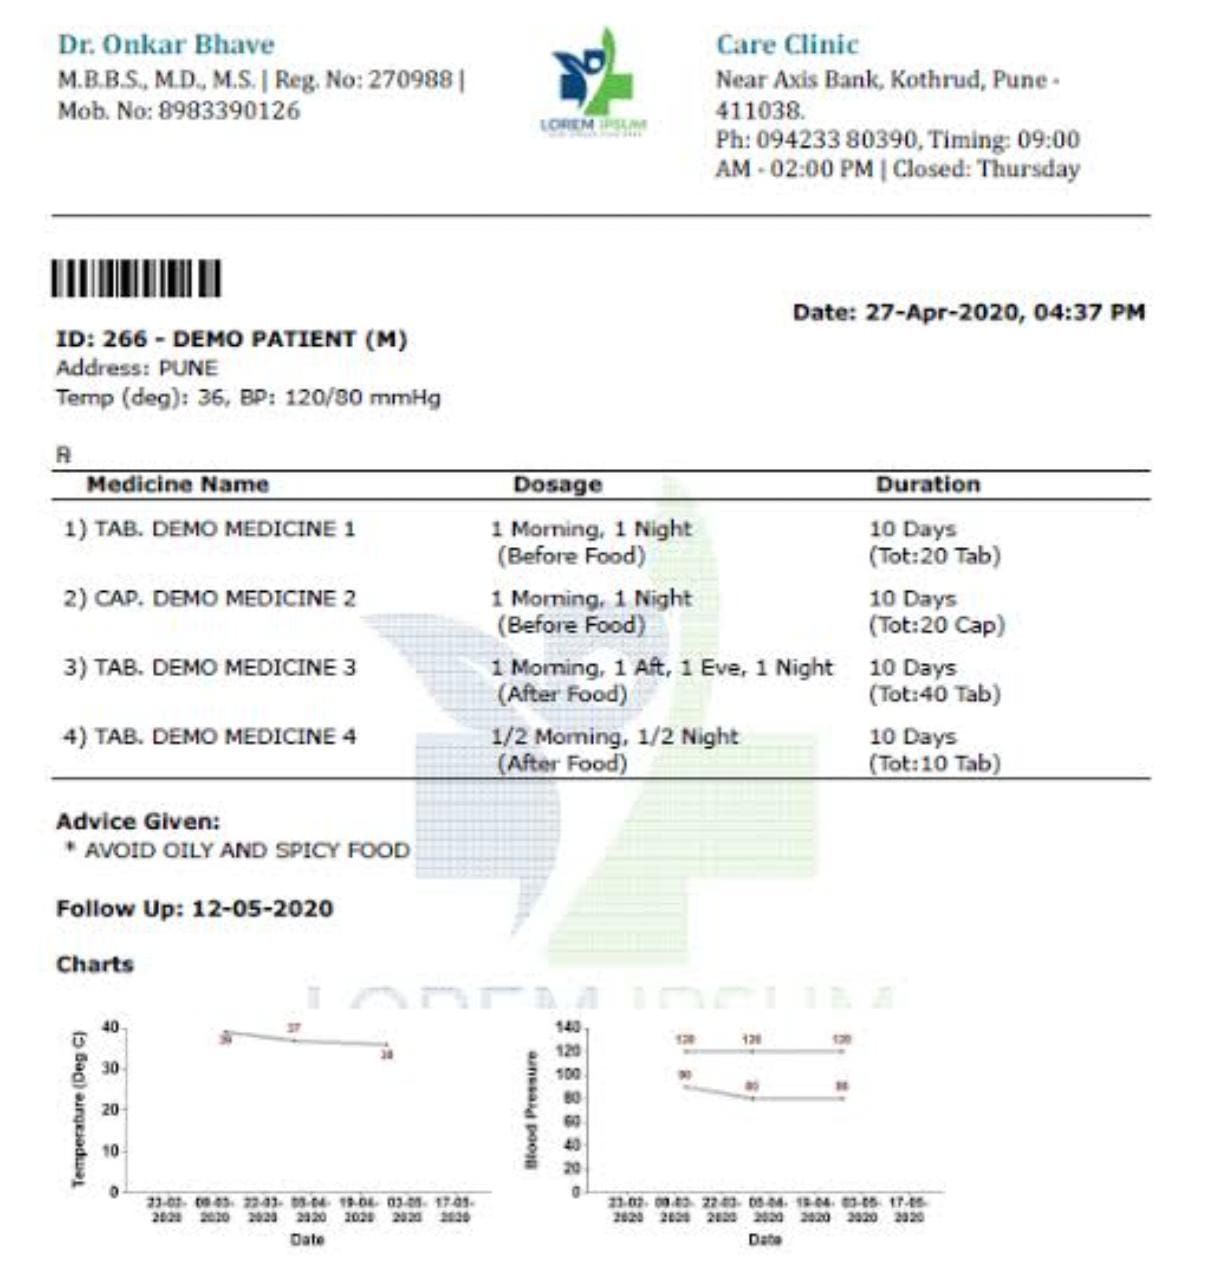 Dr. Onkar Bhave
M.B.B.S., M.D., M.S. | Reg. No: 270988 |
Mob. No: 8983390126
LOREM IPSUM
Care Clinic
Near Axis Bank, Kothrud, Pune -
411038.
Ph: 094233 80390, Timing: 09:00
AM - 02:00 PM | Closed: Thursday
Date: 27-Apr-2020, 04:37 PM
ID: 266 - DEMO PATIENT (M)
Address: PUNE
Temp (deg): 36, BP: 120/80 mmHg
℞
Medicine Name Dosage Duration
1) TAB. DEMO MEDICINE 1 1 Morning, 1 Night 10 Days
(Before Food) (Tot:20 Tab)
2) CAP. DEMO MEDICINE 2 1 Morning, 1 Night 10 Days
(Before Food) (Tot:20 Cap)
3) TAB. DEMO MEDICINE 3 1 Morning, 1 Aft, 1 Eve, 1 Night 10 Days
(After Food) (Tot:40 Tab)
4) TAB. DEMO MEDICINE 4 1/2 Morning, 1/2 Night 10 Days
(After Food) (Tot:10 Tab)
Advice Given:
* AVOID OILY AND SPICY FOOD
Follow Up: 12-05-2020
Charts
LOREM IPSUM
Temperature (Deg C)
40
30
20
10
0
37
23-02-2020 22-03-2020 05-04-2020 19-04-2020 03-05-2020 17-05-2020
Date
Blood Pressure
140
120
100
80
60
40
20
0
120 120 120
90 80
23-02-2020 22-03-2020 05-04-2020 19-04-2020 03-05-2020 17-05-2020
Date